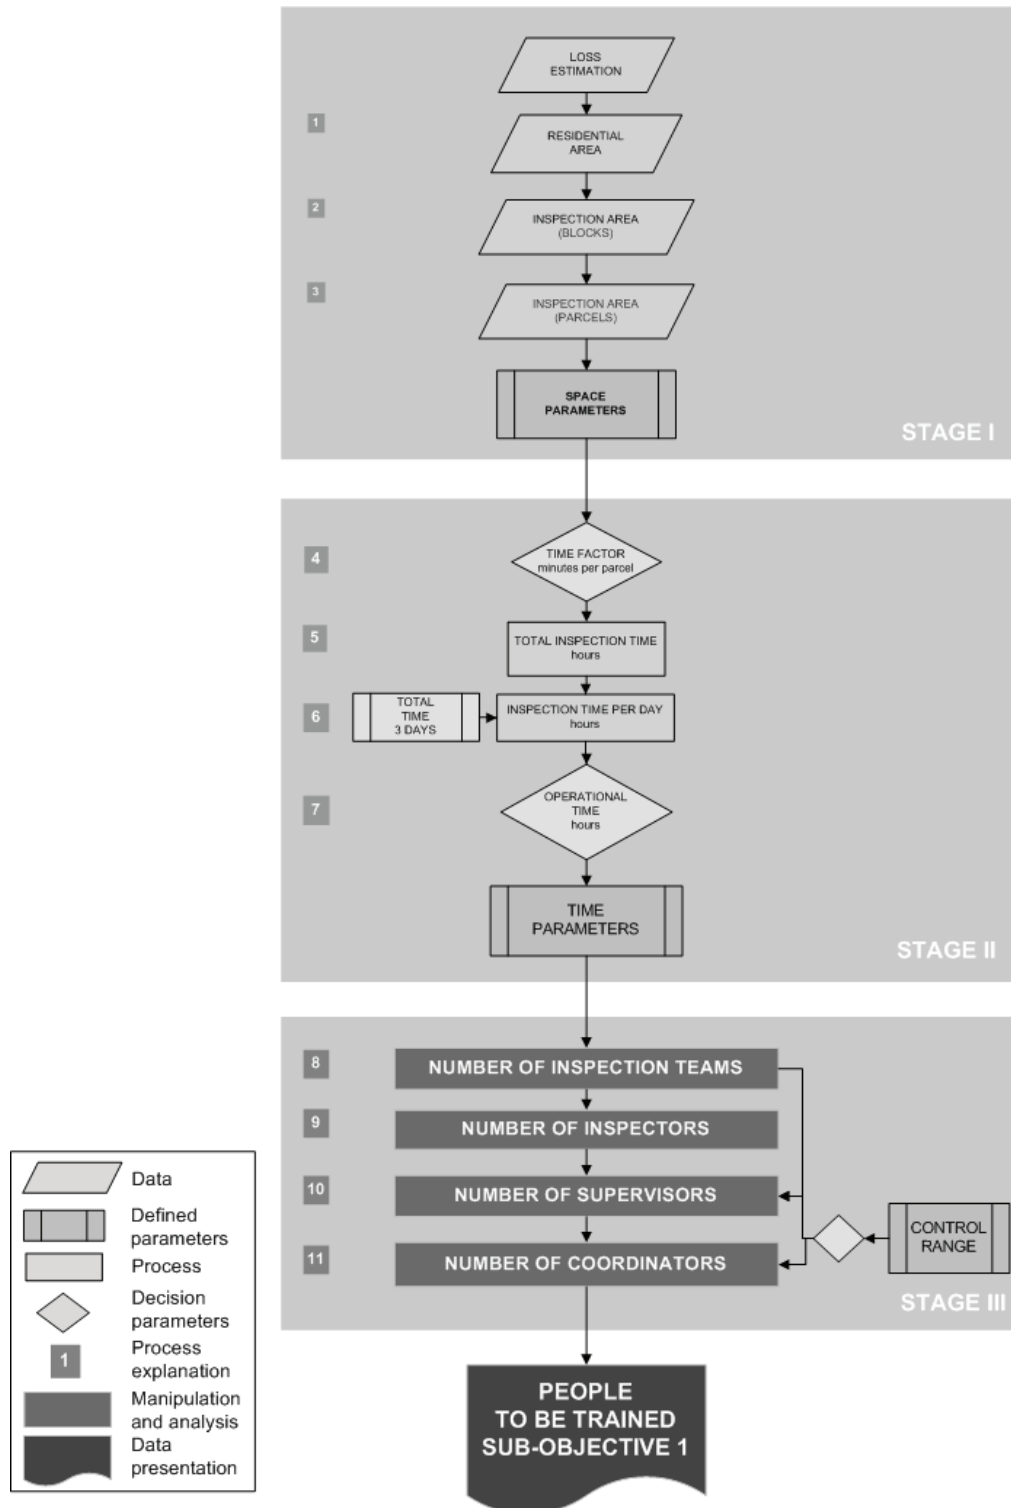 LOSS
ESTIMATION
1
RESIDENTIAL
AREA
2
INSPECTION AREA
(BLOCKS)
3
INSPECTION AREA
(PARCELS)
SPACE
PARAMETERS
STAGE I
4
TIME FACTOR
minutes per parcel
5
TOTAL INSPECTION TIME
hours
6
TOTAL
TIME
3 DAYS
INSPECTION TIME PER DAY
hours
7
OPERATIONAL
TIME
hours
TIME
PARAMETERS
STAGE II
8
NUMBER OF INSPECTION TEAMS
9
NUMBER OF INSPECTORS
10
NUMBER OF SUPERVISORS
11
NUMBER OF COORDINATORS
CONTROL
RANGE
STAGE III
PEOPLE
TO BE TRAINED
SUB-OBJECTIVE 1
Data
Defined
parameters
Process
Decision
parameters
1
Process
explanation
Manipulation
and analysis
Data
presentation